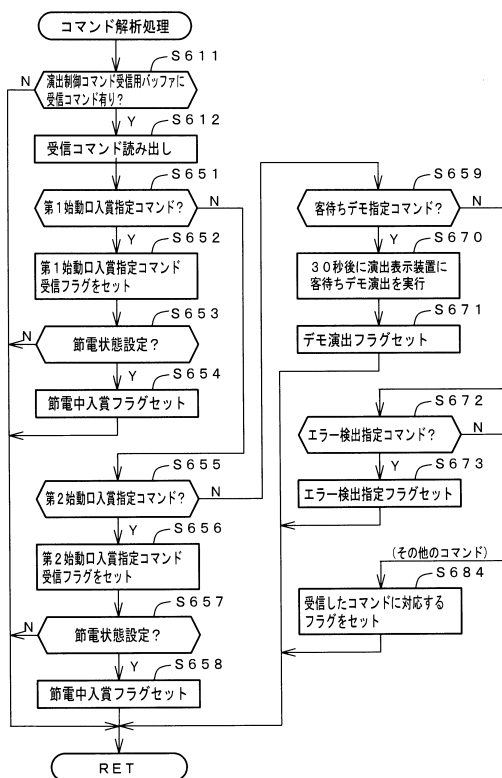 コマンド解析処理
S611
演出制御コマンド受信用バッファに
受信コマンド有り?
N
Y
S612
受信コマンド読み出し
S651
第1始動口入賞指定コマンド?
N
Y
S652
第1始動口入賞指定コマンド
受信フラグをセット
S653
節電状態設定?
N
Y
S654
節電中入賞フラグセット
S655
第2始動口入賞指定コマンド?
N
Y
S656
第2始動口入賞指定コマンド
受信フラグをセット
S657
節電状態設定?
N
Y
S658
節電中入賞フラグセット
RET
S659
客待ちデモ指定コマンド?
N
Y
S670
30秒後に演出表示装置に
客待ちデモ演出を実行
S671
デモ演出フラグセット
S672
エラー検出指定コマンド?
N
Y
S673
エラー検出指定フラグセット
(その他のコマンド)
S684
受信したコマンドに対応する
フラグをセット